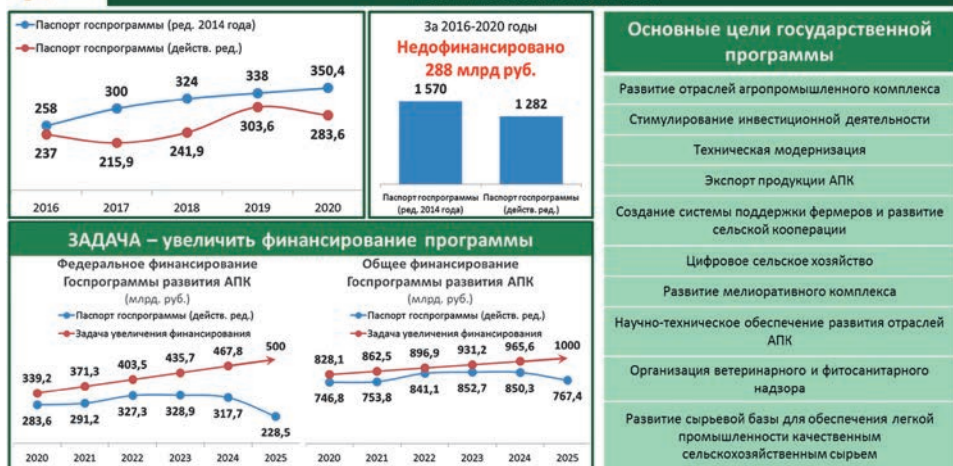 Паспорт госпрограммы (ред. 2014 года)
Паспорт госпрограммы (действ. ред.)
258
300
324
338
350,4
237
215,9
241,9
303,6
283,6
2016 2017 2018 2019 2020
За 2016-2020 годы
Недофинансировано
288 млрд руб.
1 570
1 282
Паспорт госпрограммы
(ред. 2014 года)
Паспорт госпрограммы
(действ. ред.)
ЗАДАЧА – увеличить финансирование программы
Федеральное финансирование
Госпрограммы развития АПК
(млрд. руб.)
Паспорт госпрограммы (действ. ред.)
Задача увеличения финансирования
339,2
371,3
403,5
435,7
467,8
500
283,6
291,2
327,3
328,9
317,7
228,5
2020 2021 2022 2023 2024 2025
Общее финансирование
Госпрограммы развития АПК
(млрд. руб.)
Паспорт госпрограммы (действ. ред.)
Задача увеличения финансирования
828,1
862,5
896,9
931,2
965,6
1000
746,8
753,8
841,1
852,7
850,3
767,4
2020 2021 2022 2023 2024 2025
Основные цели государственной
программы
Развитие отраслей агропромышленного комплекса
Стимулирование инвестиционной деятельности
Техническая модернизация
Экспорт продукции АПК
Создание системы поддержки фермеров и развитие
сельской кооперации
Цифровое сельское хозяйство
Развитие мелиоративного комплекса
Научно-техническое обеспечение развития отраслей
АПК
Организация ветеринарного и фитосанитарного
надзора
Развитие сырьевой базы для обеспечения легкой
промышленности качественным
сельскохозяйственным сырьем